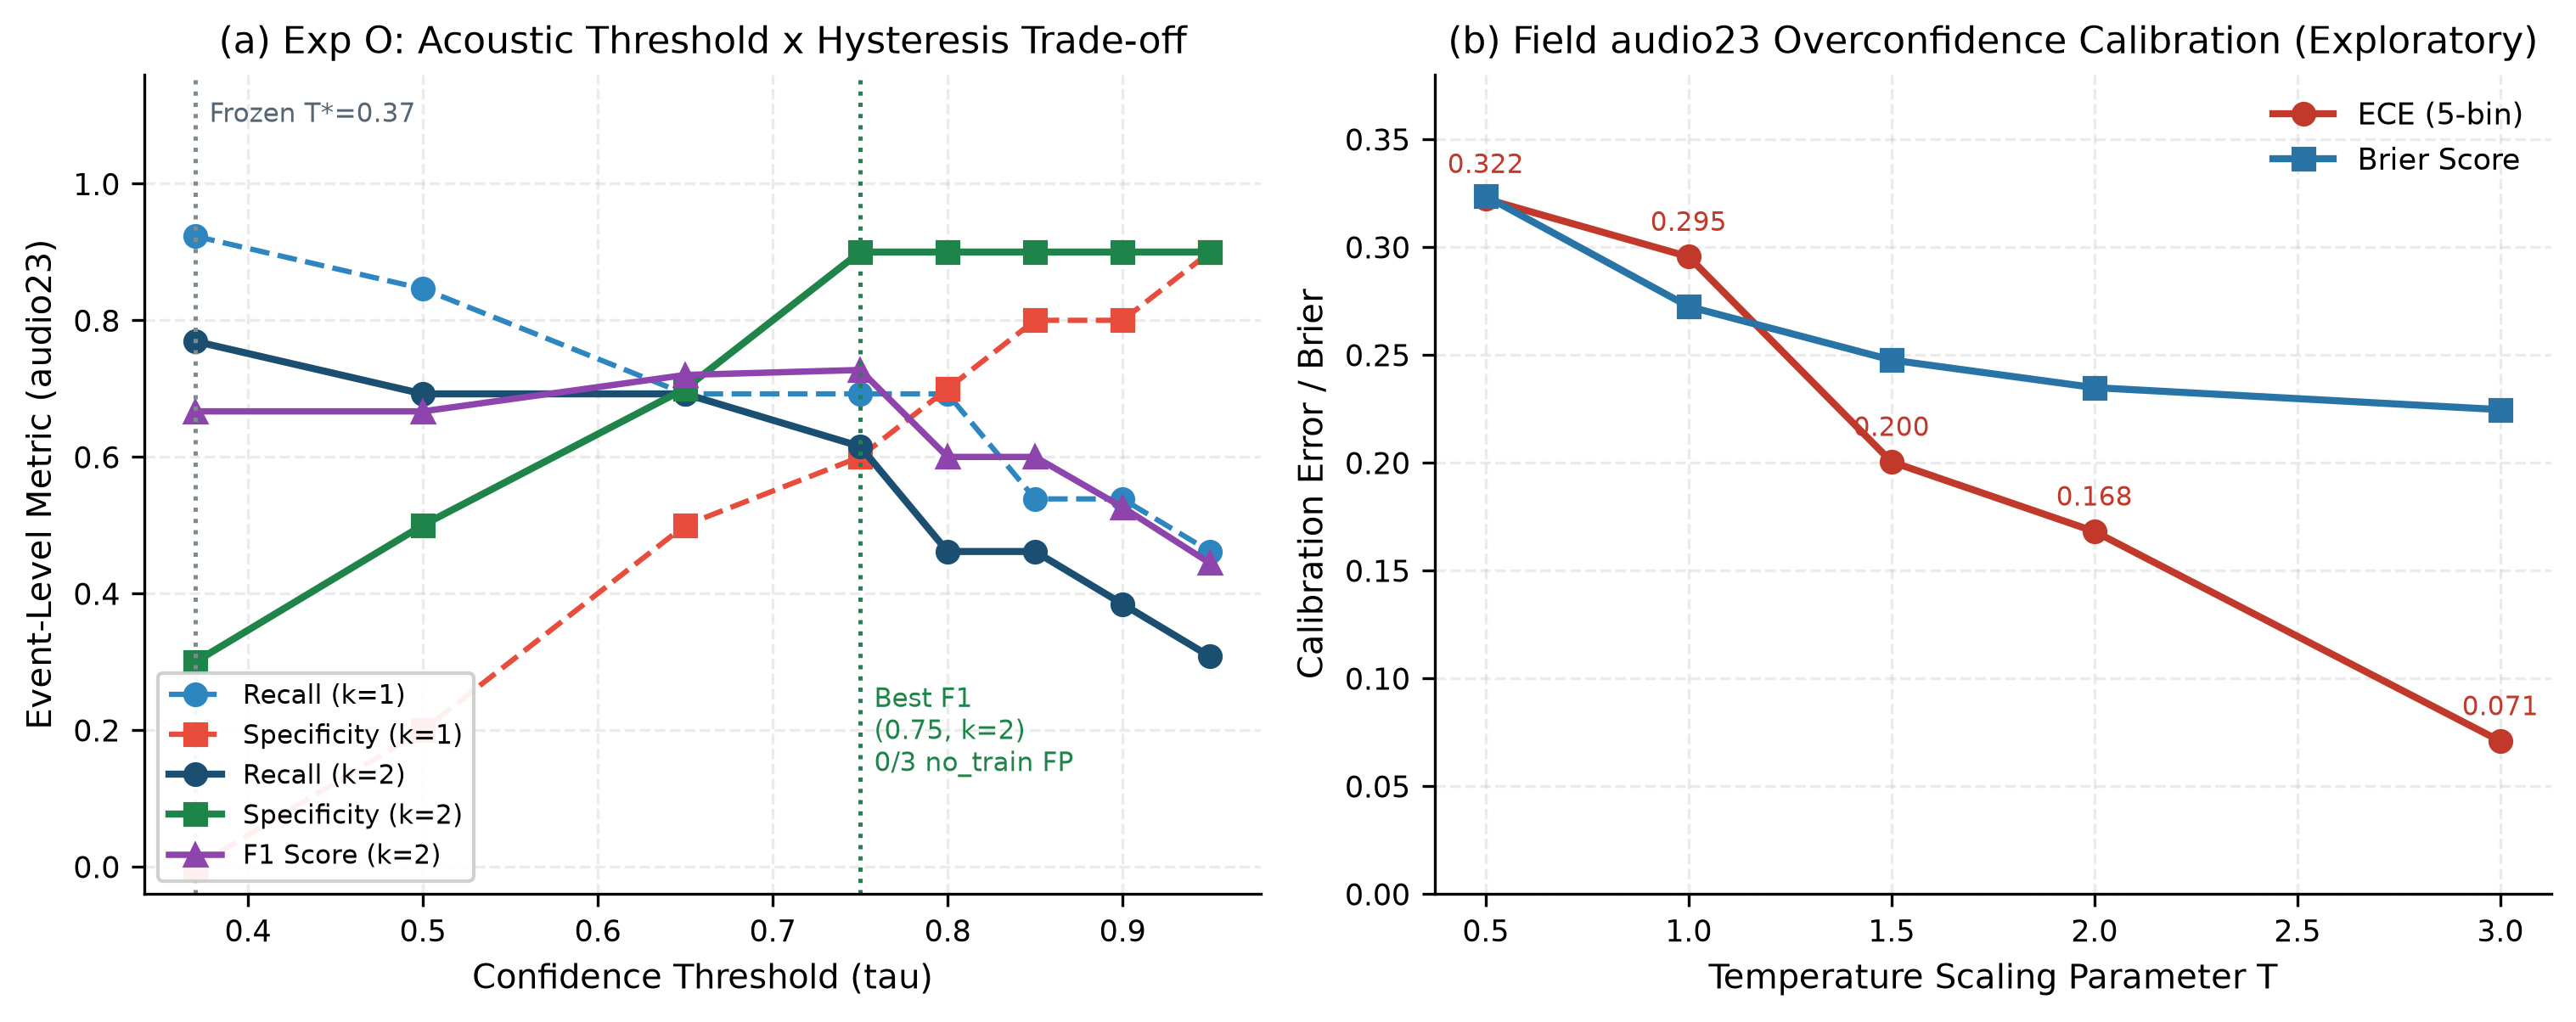 (a) Exp O: Acoustic Threshold x Hysteresis Trade-off
Frozen T*=0.37
1.0
0.8
0.6
0.4
0.2
0.0
Event-Level Metric (audio23)
Recall (k=1)
Specificity (k=1)
Recall (k=2)
Specificity (k=2)
F1 Score (k=2)
Best F1
(0.75, k=2)
0/3 no_train FP
0.4
0.5
0.6
0.7
0.8
0.9
Confidence Threshold (tau)
(b) Field audio23 Overconfidence Calibration (Exploratory)
ECE (5-bin)
Brier Score
0.35
0.30
0.25
0.20
0.15
0.10
0.05
0.00
Calibration Error / Brier
0.322
0.295
0.200
0.168
0.071
0.5
1.0
1.5
2.0
2.5
3.0
Temperature Scaling Parameter T